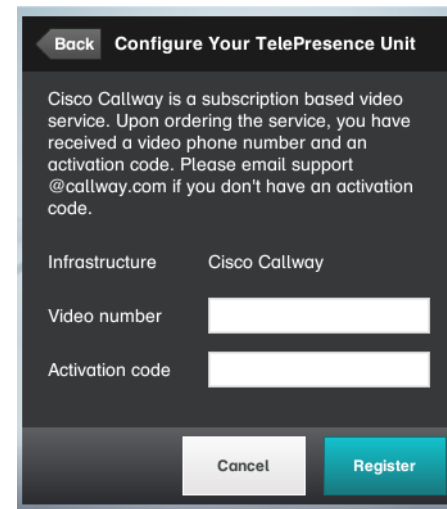 Back
Configure Your TelePresence Unit
Cisco Callway is a subscription based video
service. Upon ordering the service, you have
received a video phone number and an
activation code. Please email support
@callway.com if you don't have an activation
code.
Infrastructure Cisco Callway
Video number
Activation code
Cancel Register